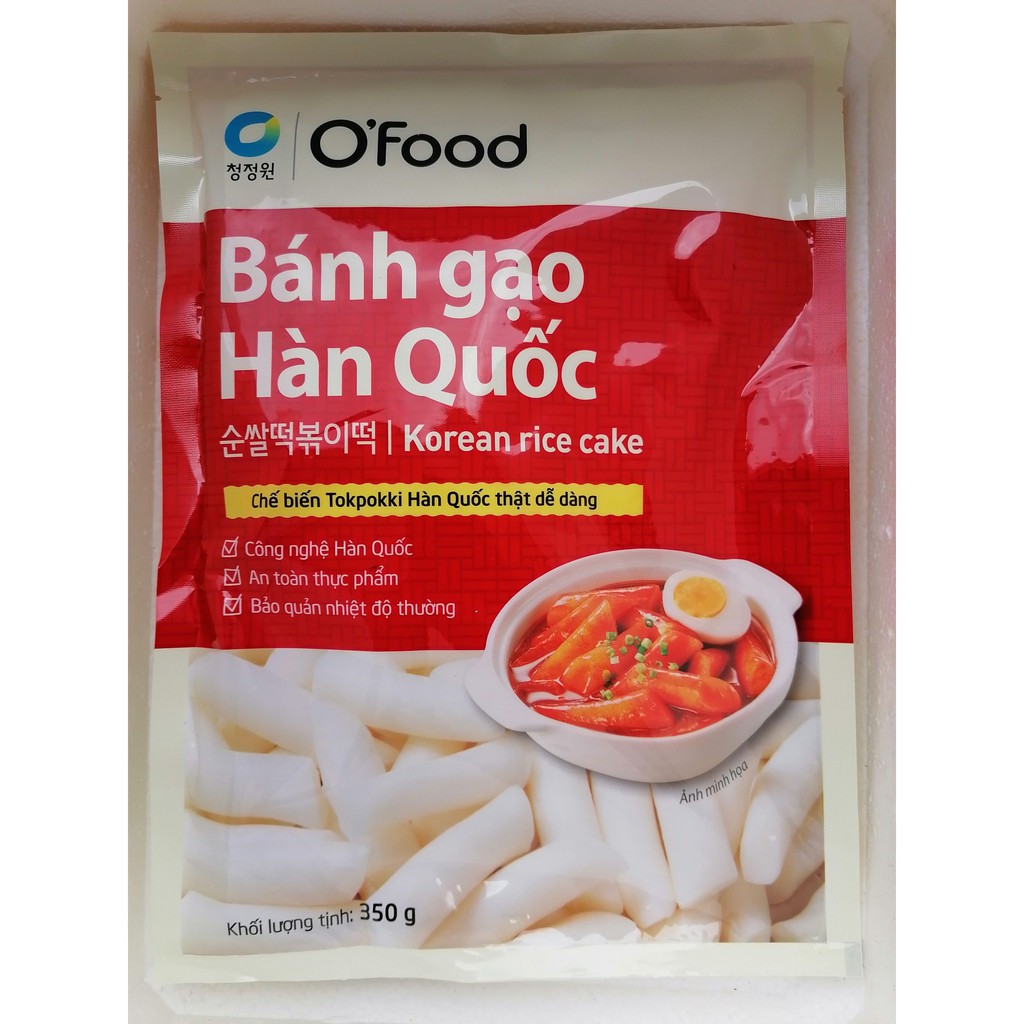 청정원 | O'Food
Bánh gạo
Hàn Quốc
순쌀떡볶이떡 | Korean rice cake
Chế biến Tokpokki Hàn Quốc thật dễ dàng
Công nghệ Hàn Quốc
An toàn thực phẩm
Bảo quản nhiệt độ thường
Ảnh minh họa
Khối lượng tịnh: 350 g